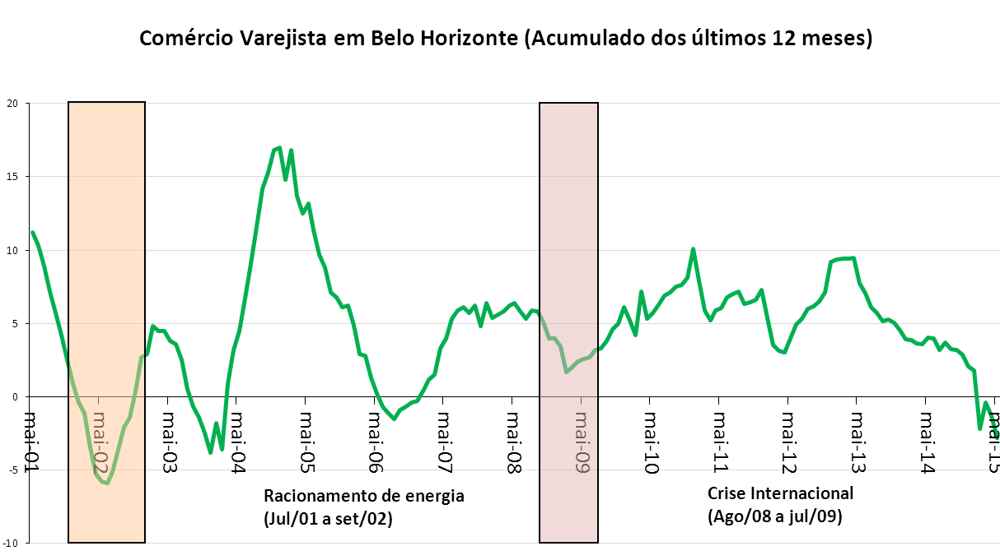 Comércio Varejista em Belo Horizonte (Acumulado dos últimos 12 meses)
20
15
10
5
0
-5
-10
mai-01
mai-02
mai-03
mai-04
mai-05
mai-06
mai-07
mai-08
mai-09
mai-10
mai-11
mai-12
mai-13
mai-14
mai-15
Racionamento de energia
(Jul/01 a set/02)
Crise Internacional
(Ago/08 a jul/09)